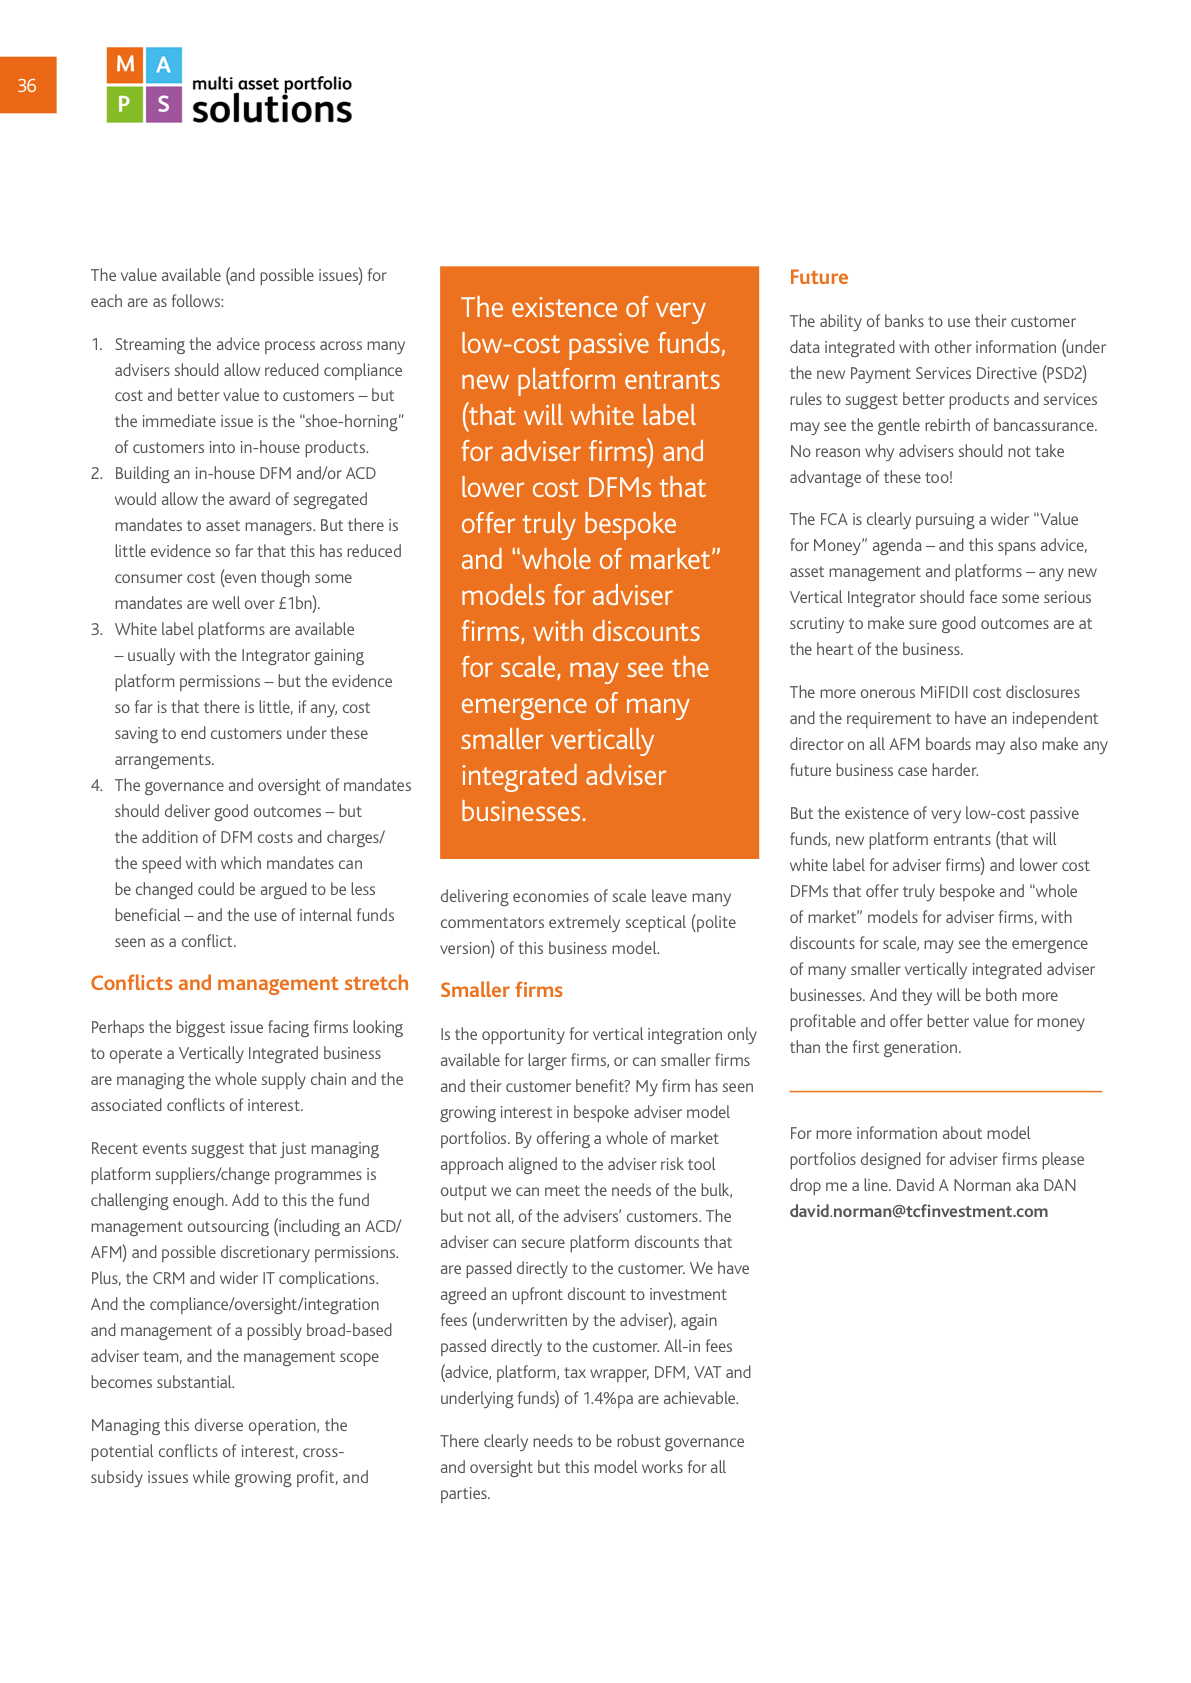 36
M A
P S
multi asset portfolio
solutions
The value available (and possible issues) for
each are as follows:
1. Streaming the advice process across many
advisers should allow reduced compliance
cost and better value to customers – but
the immediate issue is the “shoe-horning”
of customers into in-house products.
2. Building an in-house DFM and/or ACD
would allow the award of segregated
mandates to asset managers. But there is
little evidence so far that this has reduced
consumer cost (even though some
mandates are well over £1bn).
3. White label platforms are available
– usually with the Integrator gaining
platform permissions – but the evidence
so far is that there is little, if any, cost
saving to end customers under these
arrangements.
4. The governance and oversight of mandates
should deliver good outcomes – but
the addition of DFM costs and charges/
the speed with which mandates can
be changed could be argued to be less
beneficial – and the use of internal funds
seen as a conflict.
Conflicts and management stretch
Perhaps the biggest issue facing firms looking
to operate a Vertically Integrated business
are managing the whole supply chain and the
associated conflicts of interest.
Recent events suggest that just managing
platform suppliers/change programmes is
challenging enough. Add to this the fund
management outsourcing (including an ACD/
AFM) and possible discretionary permissions.
Plus, the CRM and wider IT complications.
And the compliance/oversight/integration
and management of a possibly broad-based
adviser team, and the management scope
becomes substantial.
Managing this diverse operation, the
potential conflicts of interest, cross-
subsidy issues while growing profit, and
The existence of very
low-cost passive funds,
new platform entrants
(that will white label
for adviser firms) and
lower cost DFMs that
offer truly bespoke
and “whole of market”
models for adviser
firms, with discounts
for scale, may see the
emergence of many
smaller vertically
integrated adviser
businesses.
delivering economies of scale leave many
commentators extremely sceptical (polite
version) of this business model.
Smaller firms
Is the opportunity for vertical integration only
available for larger firms, or can smaller firms
and their customer benefit? My firm has seen
growing interest in bespoke adviser model
portfolios. By offering a whole of market
approach aligned to the adviser risk tool
output we can meet the needs of the bulk,
but not all, of the advisers’ customers. The
adviser can secure platform discounts that
are passed directly to the customer. We have
agreed an upfront discount to investment
fees (underwritten by the adviser), again
passed directly to the customer. All-in fees
(advice, platform, tax wrapper, DFM, VAT and
underlying funds) of 1.4%pa are achievable.
There clearly needs to be robust governance
and oversight but this model works for all
parties.
Future
The ability of banks to use their customer
data integrated with other information (under
the new Payment Services Directive (PSD2)
rules to suggest better products and services
may see the gentle rebirth of bancassurance.
No reason why advisers should not take
advantage of these too!
The FCA is clearly pursuing a wider “Value
for Money” agenda – and this spans advice,
asset management and platforms – any new
Vertical Integrator should face some serious
scrutiny to make sure good outcomes are at
the heart of the business.
The more onerous MiFIDII cost disclosures
and the requirement to have an independent
director on all AFM boards may also make any
future business case harder.
But the existence of very low-cost passive
funds, new platform entrants (that will
white label for adviser firms) and lower cost
DFMs that offer truly bespoke and “whole
of market” models for adviser firms, with
discounts for scale, may see the emergence
of many smaller vertically integrated adviser
businesses. And they will be both more
profitable and offer better value for money
than the first generation.
For more information about model
portfolios designed for adviser firms please
drop me a line. David A Norman aka DAN
david.norman@tcfinvestment.com